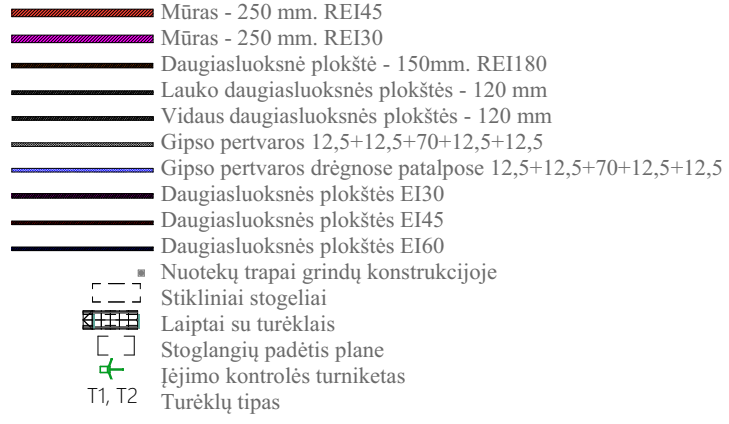 Mūras - 250 mm. REI45
Mūras - 250 mm. REI30
Daugiasluoksnė plokštė - 150mm. REI180
Lauko daugiasluoksnės plokštės - 120 mm
Vidaus daugiasluoksnės plokštės - 120 mm
Gipso pertvaros 12,5+12,5+70+12,5+12,5
Gipso pertvaros drėgnose patalpose 12,5+12,5+70+12,5+12,5
Daugiasluoksnės plokštės EI30
Daugiasluoksnės plokštės EI45
Daugiasluoksnės plokštės EI60
Nuotekų trapai grindų konstrukcijoje
Stikliniai stogeliai
Laiptai su turėklais
Stoglangių padėtis plane
Įėjimo kontrolės turniketas
T1, T2 Turėklų tipas